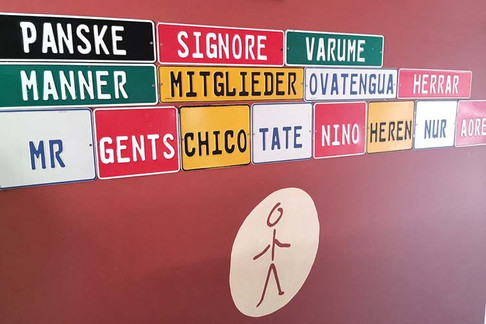 PANSKE SIGNORE VARUME
MANNER MITGLIEDER OVATENGUA HERRAR
MR GENTS CHICO TATE NINO HEREN NUR AORE